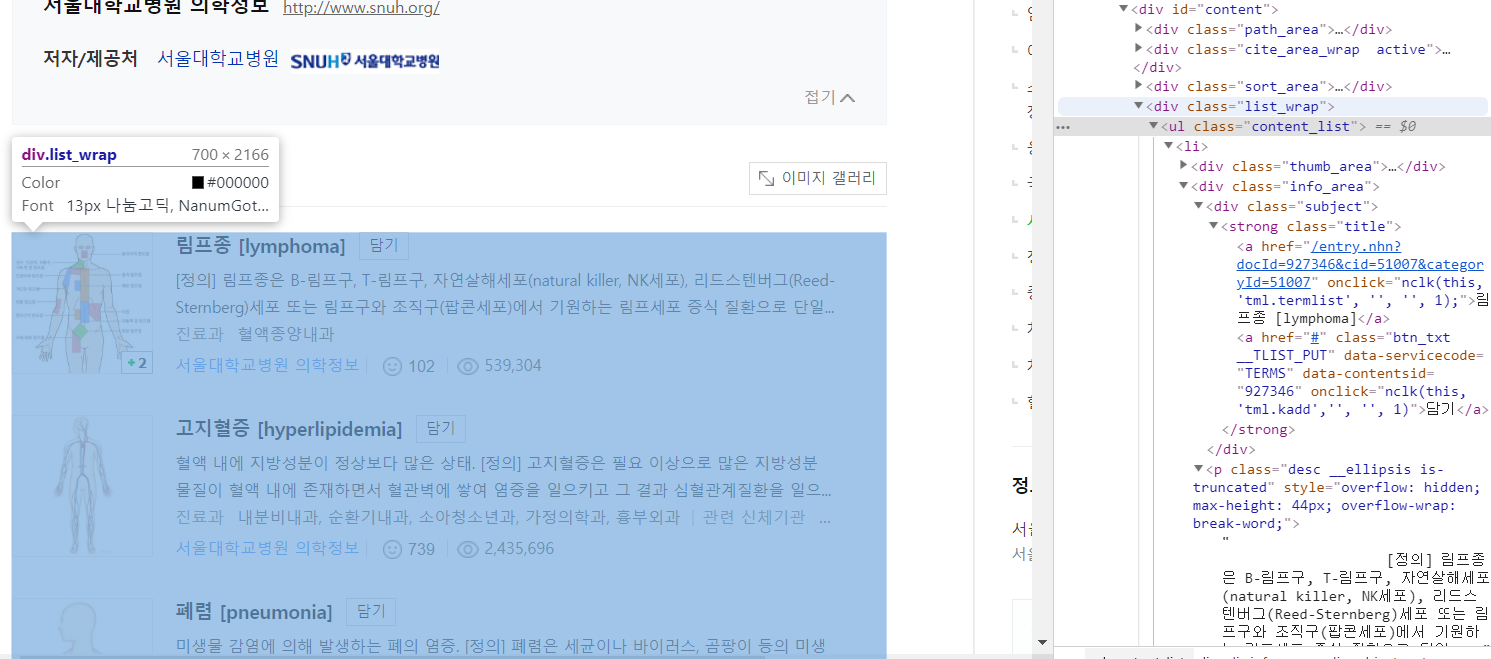 서울대학교병원 의학정보 http://www.snuh.org/
저자/제공처 서울대학교병원 SNUH 서울대학교병원
접기
div.list_wrap 700 × 2166
Color #000000
Font 13px 나눔고딕, NanumGot...
이미지 갤러리
림프종 [lymphoma] 담기
[정의] 림프종은 B-림프구, T-림프구, 자연살해세포(natural killer, NK세포), 리드스텐버그(Reed-
Sternberg)세포 또는 림프구와 조직구(팝콘세포)에서 기원하는 림프세포 증식 질환으로 단일...
진료과 혈액종양내과
+2
서울대학교병원 의학정보 102 539,304
고지혈증 [hyperlipidemia] 담기
혈액 내에 지방성분이 정상보다 많은 상태. [정의] 고지혈증은 필요 이상으로 많은 지방성분
물질이 혈액 내에 존재하면서 혈관벽에 쌓여 염증을 일으키고 그 결과 심혈관계질환을 일으...
진료과 내분비내과, 순환기내과, 소아청소년과, 가정의학과, 흉부외과 | 관련 신체기관 ...
서울대학교병원 의학정보 739 2,435,696
폐렴 [pneumonia] 담기
미생물 감염에 의해 발생하는 폐의 염증. [정의] 폐렴은 세균이나 바이러스, 곰팡이 등의 미생
<div id="content">
<div class="path_area">…</div>
<div class="cite_area_wrap  active">…
</div>
<div class="sort_area">…</div>
<div class="list_wrap">
<ul class="content_list"> == $0
<li>
<div class="thumb_area">…</div>
<div class="info_area">
<div class="subject">
<strong class="title">
<a href="/entry.nhn?
docId=927346&cid=51007&categor
yId=51007" onclick="nclk(this,
'tml.termlist', '', '', 1);">림
프종 [lymphoma]</a>
<a href="#" class="btn_txt
__TLIST_PUT" data-servicecode=
"TERMS" data-contentsid=
"927346" onclick="nclk(this,
'tml.kadd','', '', 1)">담기</a>
</strong>
</div>
<p class="desc __ellipsis is-
truncated" style="overflow: hidden;
max-height: 44px; overflow-wrap:
break-word;">
"
[정의] 림프종
은 B-림프구, T-림프구, 자연살해세포
(natural killer, NK세포), 리드스
텐버그(Reed-Sternberg)세포 또는 림
프구와 조직구(팝콘세포)에서 기원하